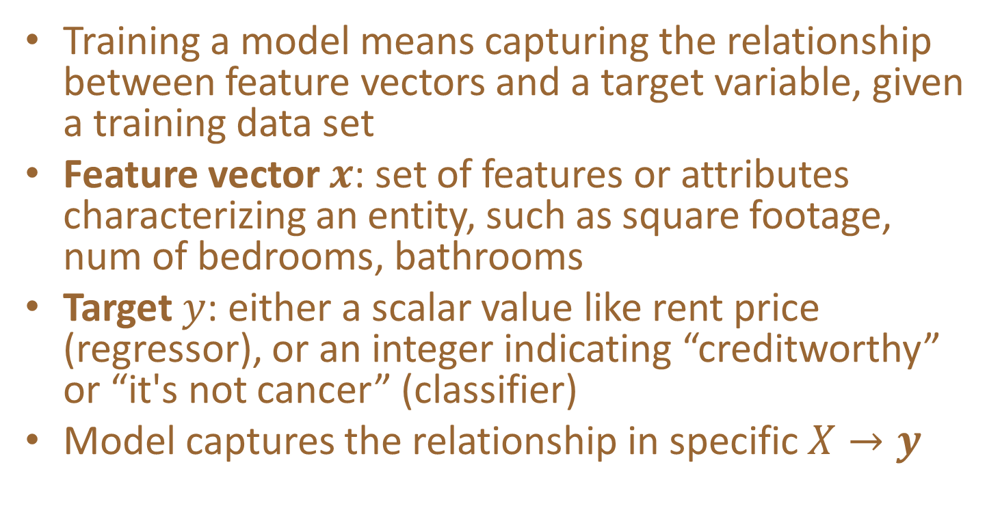 • Training a model means capturing the relationship
between feature vectors and a target variable, given
a training data set
• Feature vector x: set of features or attributes
characterizing an entity, such as square footage,
num of bedrooms, bathrooms
• Target y: either a scalar value like rent price
(regressor), or an integer indicating “creditworthy”
or “it's not cancer” (classifier)
• Model captures the relationship in specific X → y